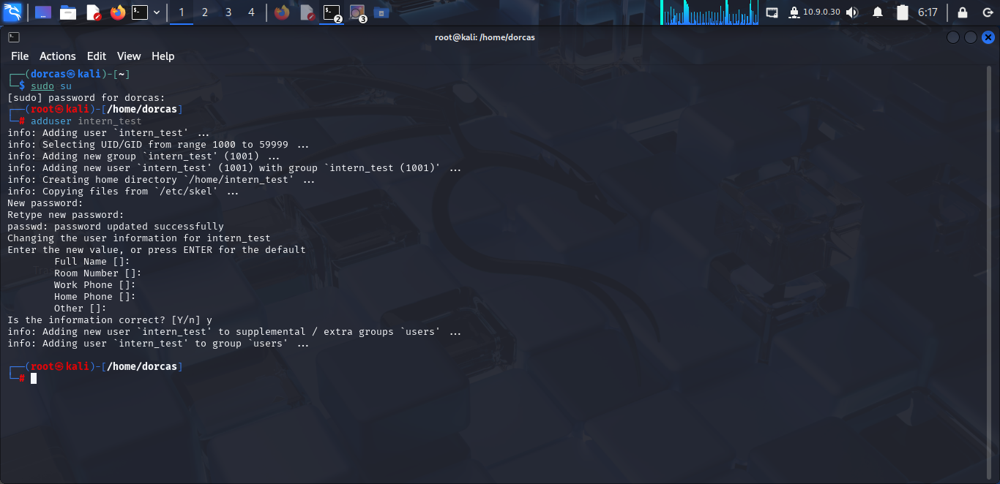 1 2 3 4 2 3 10.9.0.30 6:17
root@kali: /home/dorcas
File Actions Edit View Help
┌──(dorcas㉿kali)-[~]
└─$ sudo su
[sudo] password for dorcas:
┌──(root㉿kali)-[/home/dorcas]
└─# adduser intern_test
info: Adding user `intern_test' ...
info: Selecting UID/GID from range 1000 to 59999 ...
info: Adding new group `intern_test' (1001) ...
info: Adding new user `intern_test' (1001) with group `intern_test (1001)' ...
info: Creating home directory `/home/intern_test' ...
info: Copying files from `/etc/skel' ...
New password:
Retype new password:
passwd: password updated successfully
Changing the user information for intern_test
Enter the new value, or press ENTER for the default
Full Name []:
Room Number []:
Work Phone []:
Home Phone []:
Other []:
Is the information correct? [Y/n] y
info: Adding new user `intern_test' to supplemental / extra groups `users' ...
info: Adding user `intern_test' to group `users' ...
┌──(root㉿kali)-[/home/dorcas]
└─#